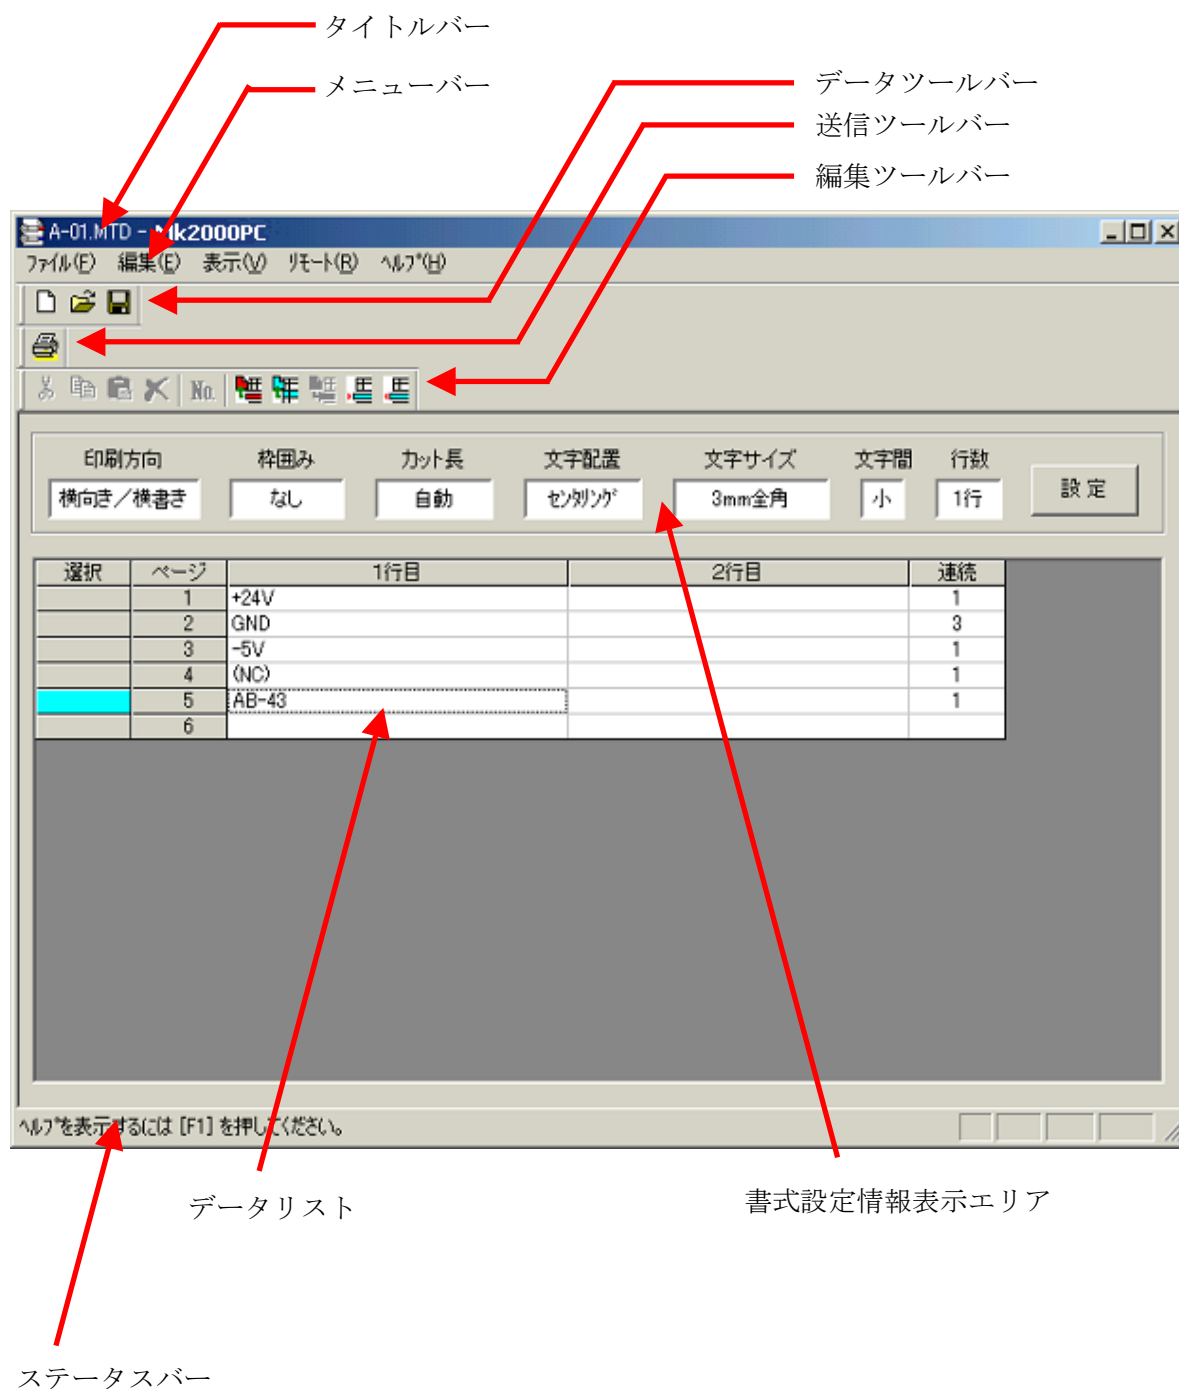 タイトルバー
メニューバー
データツールバー
送信ツールバー
編集ツールバー
A-01.MTD - Mk2000PC
ファイル(F) 編集(E) 表示(V) リモート(R) ヘルプ(H)
No.
印刷方向 枠囲み カット長 文字配置 文字サイズ 文字間 行数
横向き／横書き なし 自動 センタリング 3mm全角 小 1行 設定
選択 ページ 1行目 2行目 連続
1 +24V 1
2 GND 3
3 -5V 1
4 (NC) 1
5 AB-43 1
6
ヘルプを表示するには [F1] を押してください。
データリスト
書式設定情報表示エリア
ステータスバー